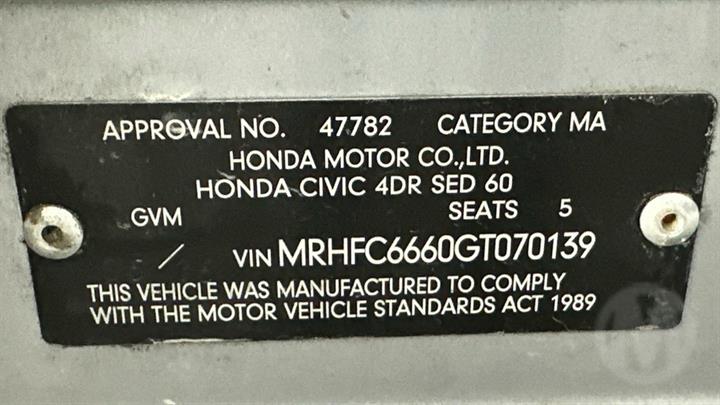 APPROVAL NO. 47782 CATEGORY MA
HONDA MOTOR CO.,LTD.
HONDA CIVIC 4DR SED 60
GVM SEATS 5
/ VIN MRHFC6660GT070139
THIS VEHICLE WAS MANUFACTURED TO COMPLY
WITH THE MOTOR VEHICLE STANDARDS ACT 1989